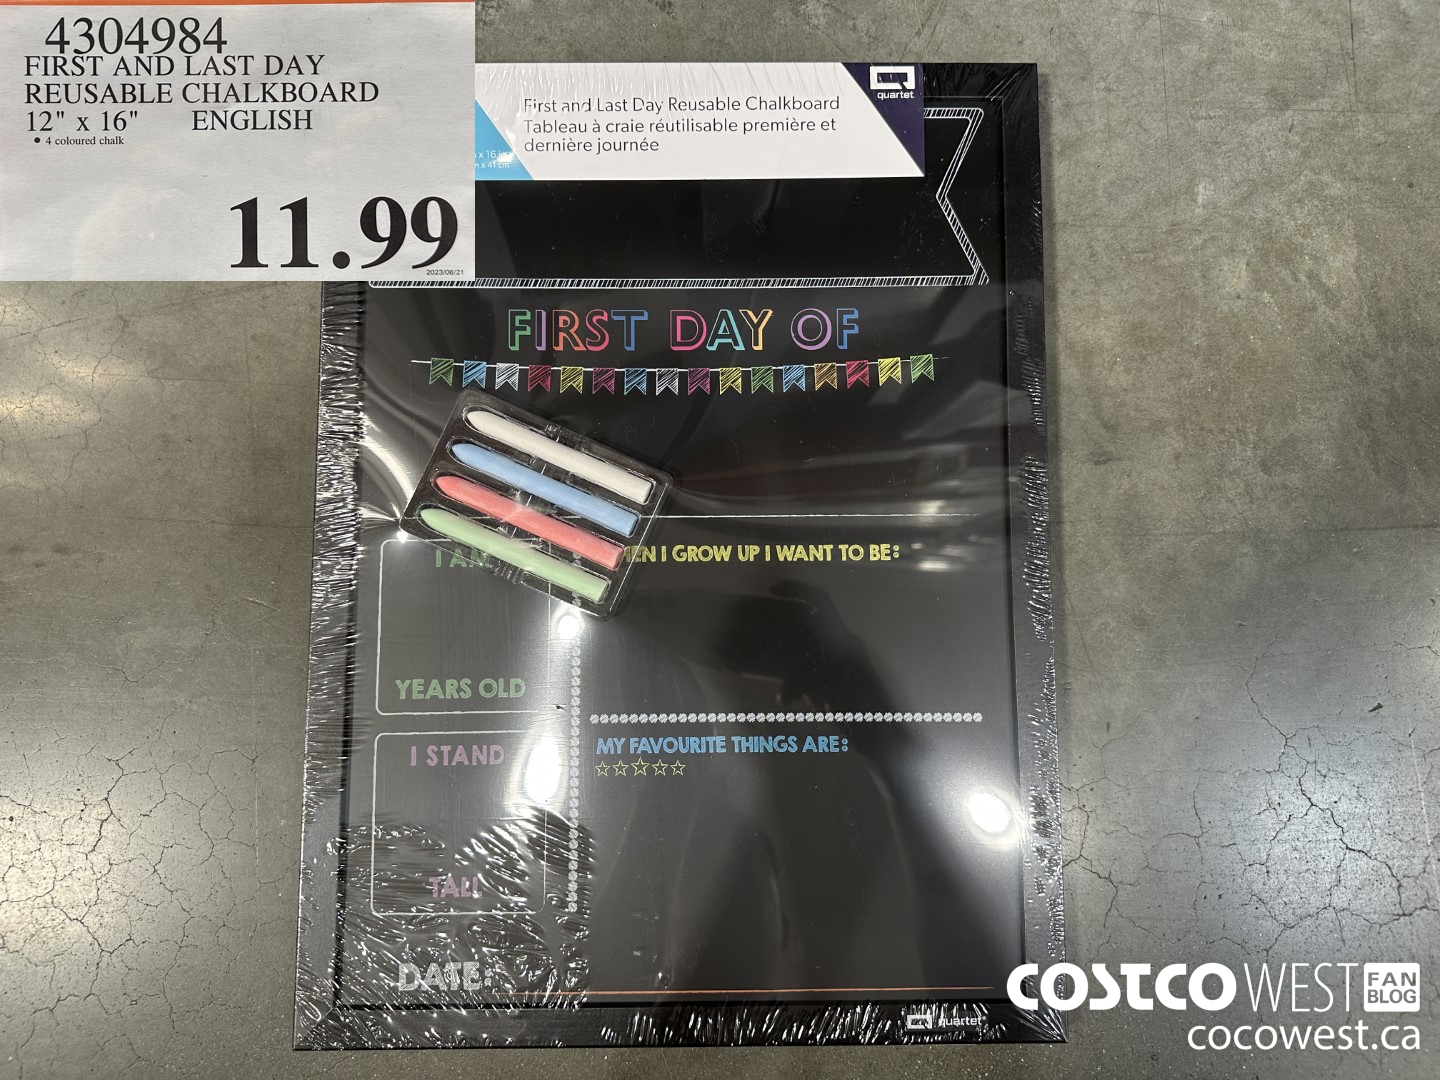 4304984
FIRST AND LAST DAY
REUSABLE CHALKBOARD
12" x 16" ENGLISH
• 4 coloured chalk
11.99
2023/06/21
quartet
First and Last Day Reusable Chalkboard
Tableau à craie réutilisable première et
dernière journée
x 16
x 41 cm
FIRST DAY OF
I AM
I GROW UP I WANT TO BE:
YEARS OLD
I STAND
MY FAVOURITE THINGS ARE:
TALL
DATE:
quartet
COSTCO WEST FAN BLOG
cocowest.ca